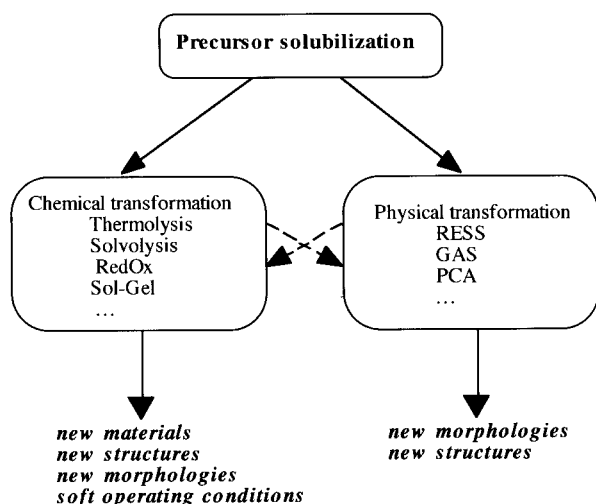 Precursor solubilization
Chemical transformation
Thermolysis
Solvolysis
RedOx
Sol-Gel
...
Physical transformation
RESS
GAS
PCA
...
new materials
new structures
new morphologies
soft operating conditions
new morphologies
new structures